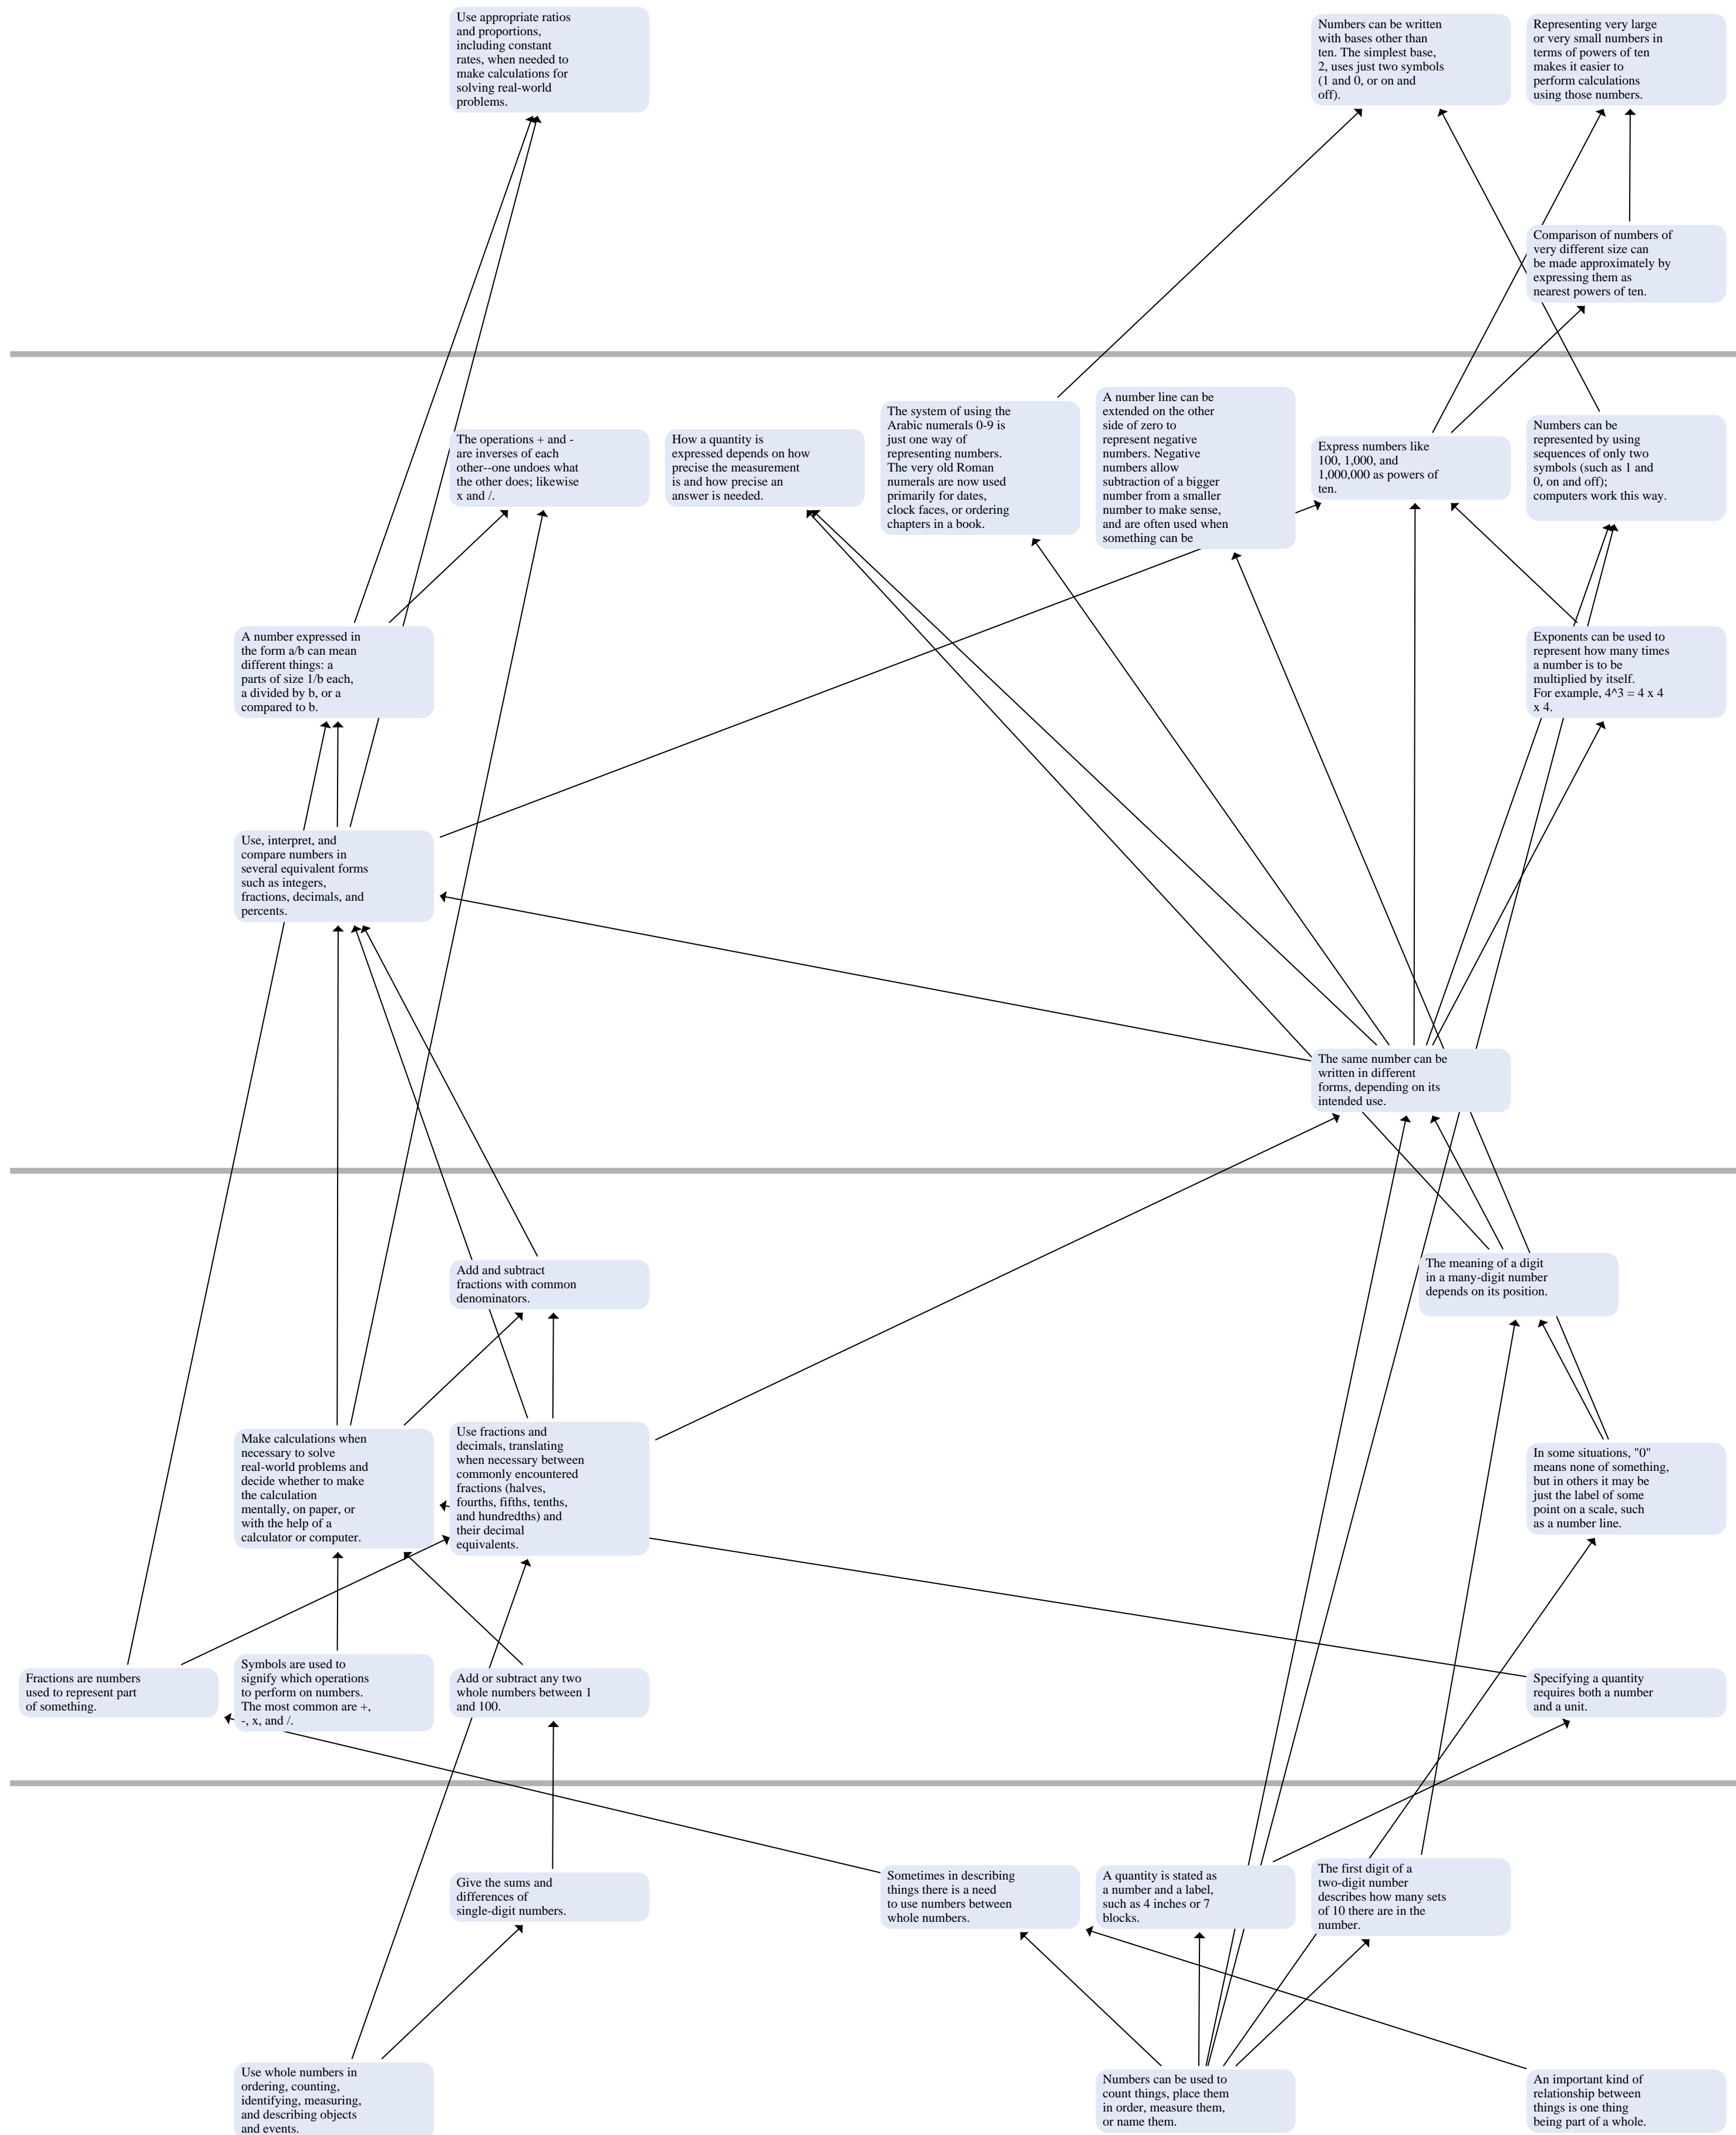 Use appropriate ratios
and proportions,
including constant
rates, when needed to
make calculations for
solving real-world
problems.
Numbers can be written
with bases other than
ten. The simplest base,
2, uses just two symbols
(1 and 0, or on and
off).
Representing very large
or very small numbers in
terms of powers of ten
makes it easier to
perform calculations
using those numbers.
Comparison of numbers of
very different size can
be made approximately by
expressing them as
nearest powers of ten.
The operations + and -
are inverses of each
other--one undoes what
the other does; likewise
x and /.
How a quantity is
expressed depends on how
precise the measurement
is and how precise an
answer is needed.
The system of using the
Arabic numerals 0-9 is
just one way of
representing numbers.
The very old Roman
numerals are now used
primarily for dates,
clock faces, or ordering
chapters in a book.
A number line can be
extended on the other
side of zero to
represent negative
numbers. Negative
numbers allow
subtraction of a bigger
number from a smaller
number to make sense,
and are often used when
something can be
Express numbers like
100, 1,000, and
1,000,000 as powers of
ten.
Numbers can be
represented by using
sequences of only two
symbols (such as 1 and
0, on and off);
computers work this way.
A number expressed in
the form a/b can mean
different things: a
parts of size 1/b each,
a divided by b, or a
compared to b.
Exponents can be used to
represent how many times
a number is to be
multiplied by itself.
For example, 4^3 = 4 x 4
x 4.
Use, interpret, and
compare numbers in
several equivalent forms
such as integers,
fractions, decimals, and
percents.
The same number can be
written in different
forms, depending on its
intended use.
Add and subtract
fractions with common
denominators.
The meaning of a digit
in a many-digit number
depends on its position.
Make calculations when
necessary to solve
real-world problems and
decide whether to make
the calculation
mentally, on paper, or
with the help of a
calculator or computer.
Use fractions and
decimals, translating
when necessary between
commonly encountered
fractions (halves,
fourths, fifths, tenths,
and hundredths) and
their decimal
equivalents.
In some situations, "0"
means none of something,
but in others it may be
just the label of some
point on a scale, such
as a number line.
Fractions are numbers
used to represent part
of something.
Symbols are used to
signify which operations
to perform on numbers.
The most common are +,
-, x, and /.
Add or subtract any two
whole numbers between 1
and 100.
Specifying a quantity
requires both a number
and a unit.
Give the sums and
differences of
single-digit numbers.
Sometimes in describing
things there is a need
to use numbers between
whole numbers.
A quantity is stated as
a number and a label,
such as 4 inches or 7
blocks.
The first digit of a
two-digit number
describes how many sets
of 10 there are in the
number.
Use whole numbers in
ordering, counting,
identifying, measuring,
and describing objects
and events.
Numbers can be used to
count things, place them
in order, measure them,
or name them.
An important kind of
relationship between
things is one thing
being part of a whole.